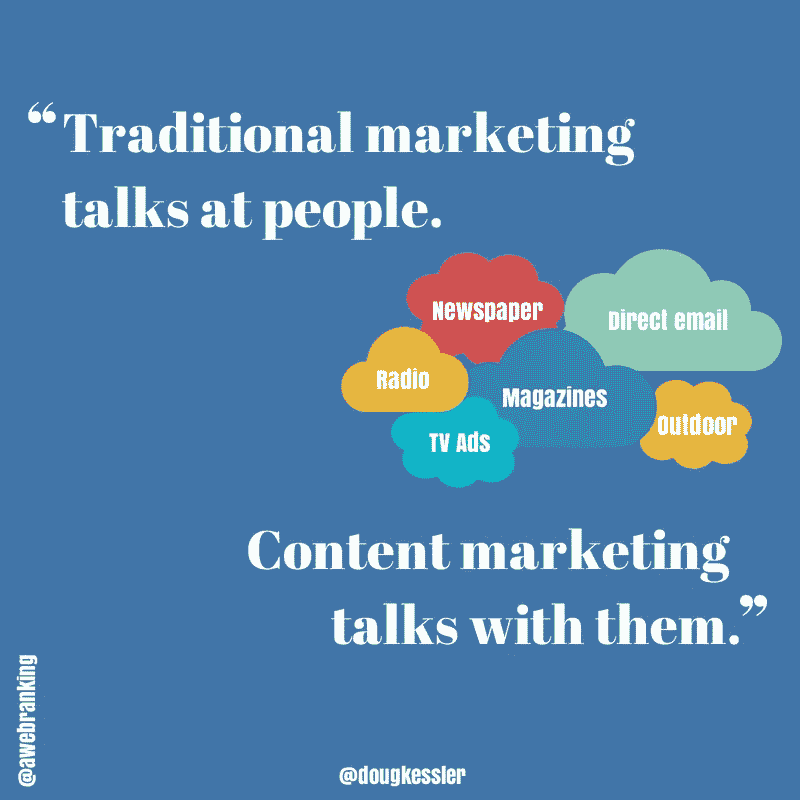 “Traditional marketing
talks at people.
Newspaper
Direct email
Radio
Magazines
Outdoor
TV Ads
Content marketing
talks with them.”
@awebranking
@dougkessler